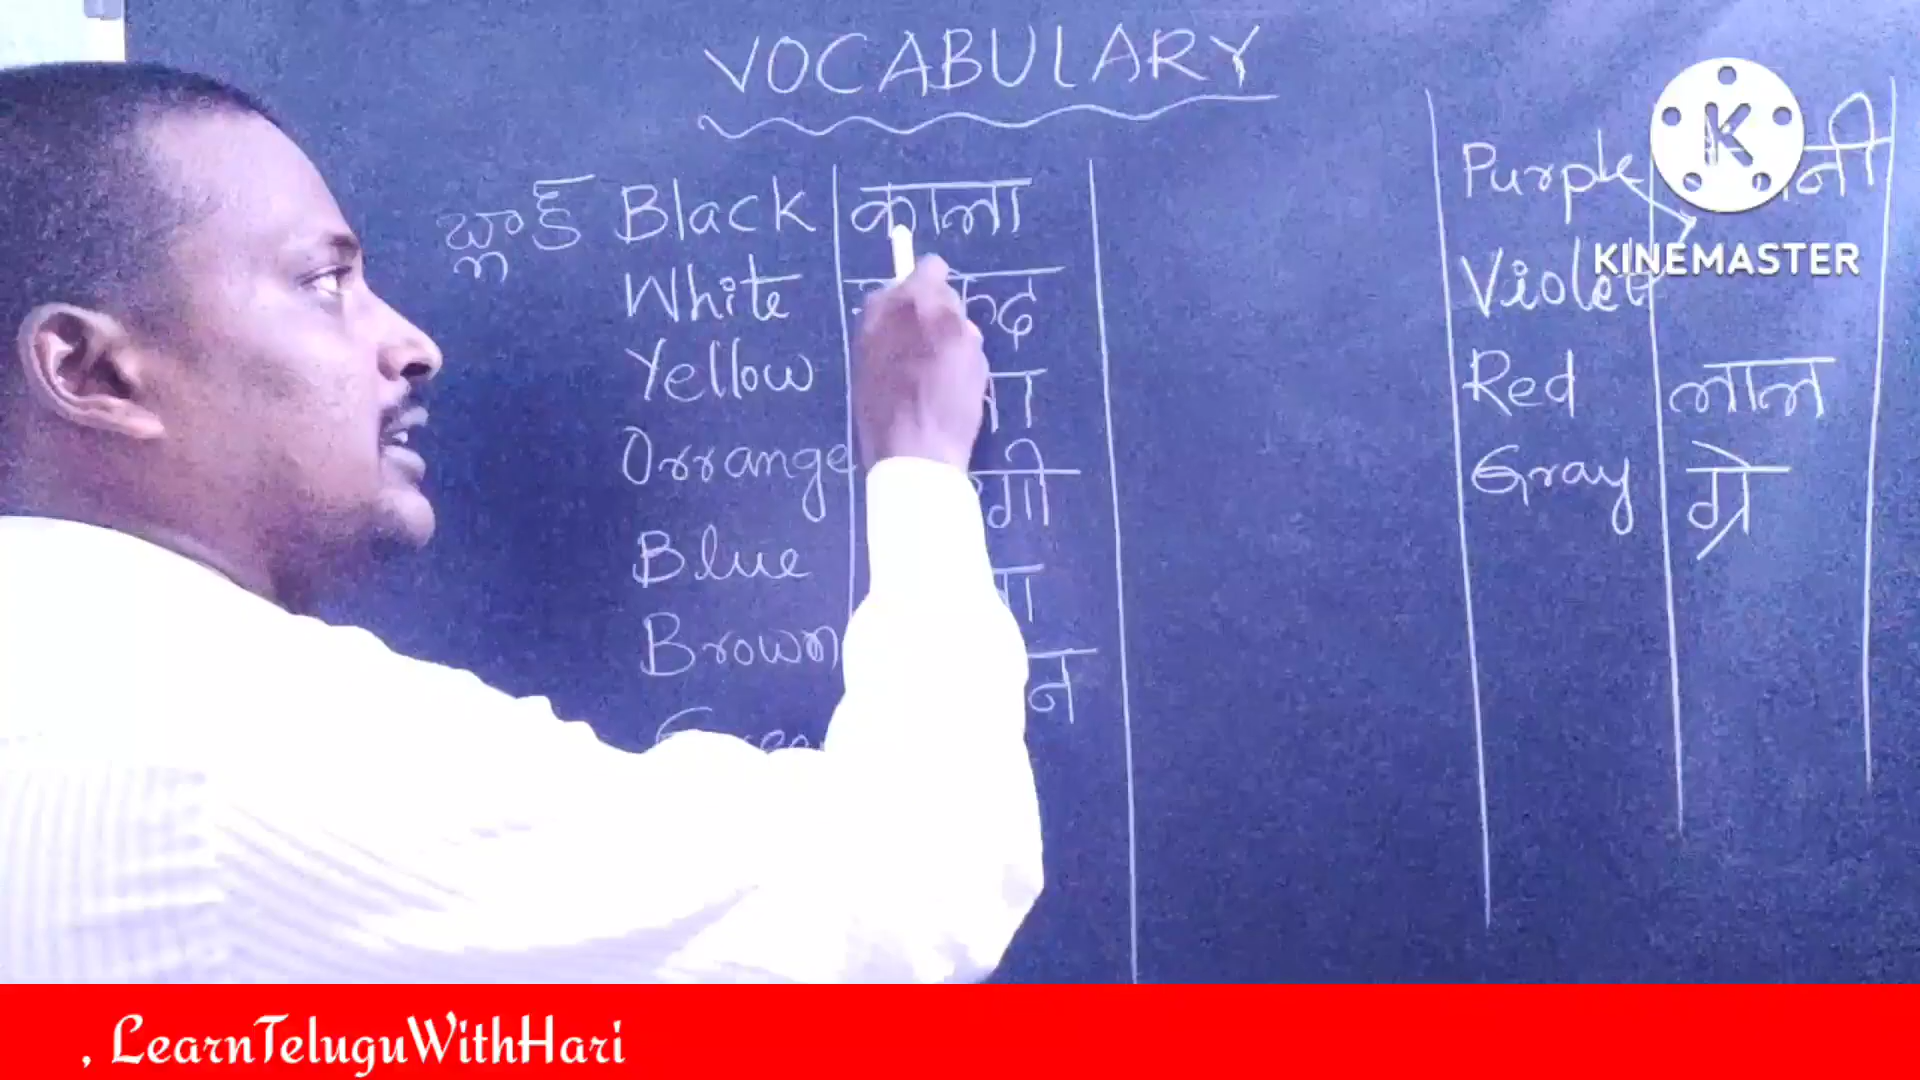 VOCABULARY
బ్లాక్ Black काला
White
Yellow
Orrange
Blue
Brown
Purple
Violet
Red लाल
Gray ग्रे
K
KINEMASTER
, LearnTeluguWithHari